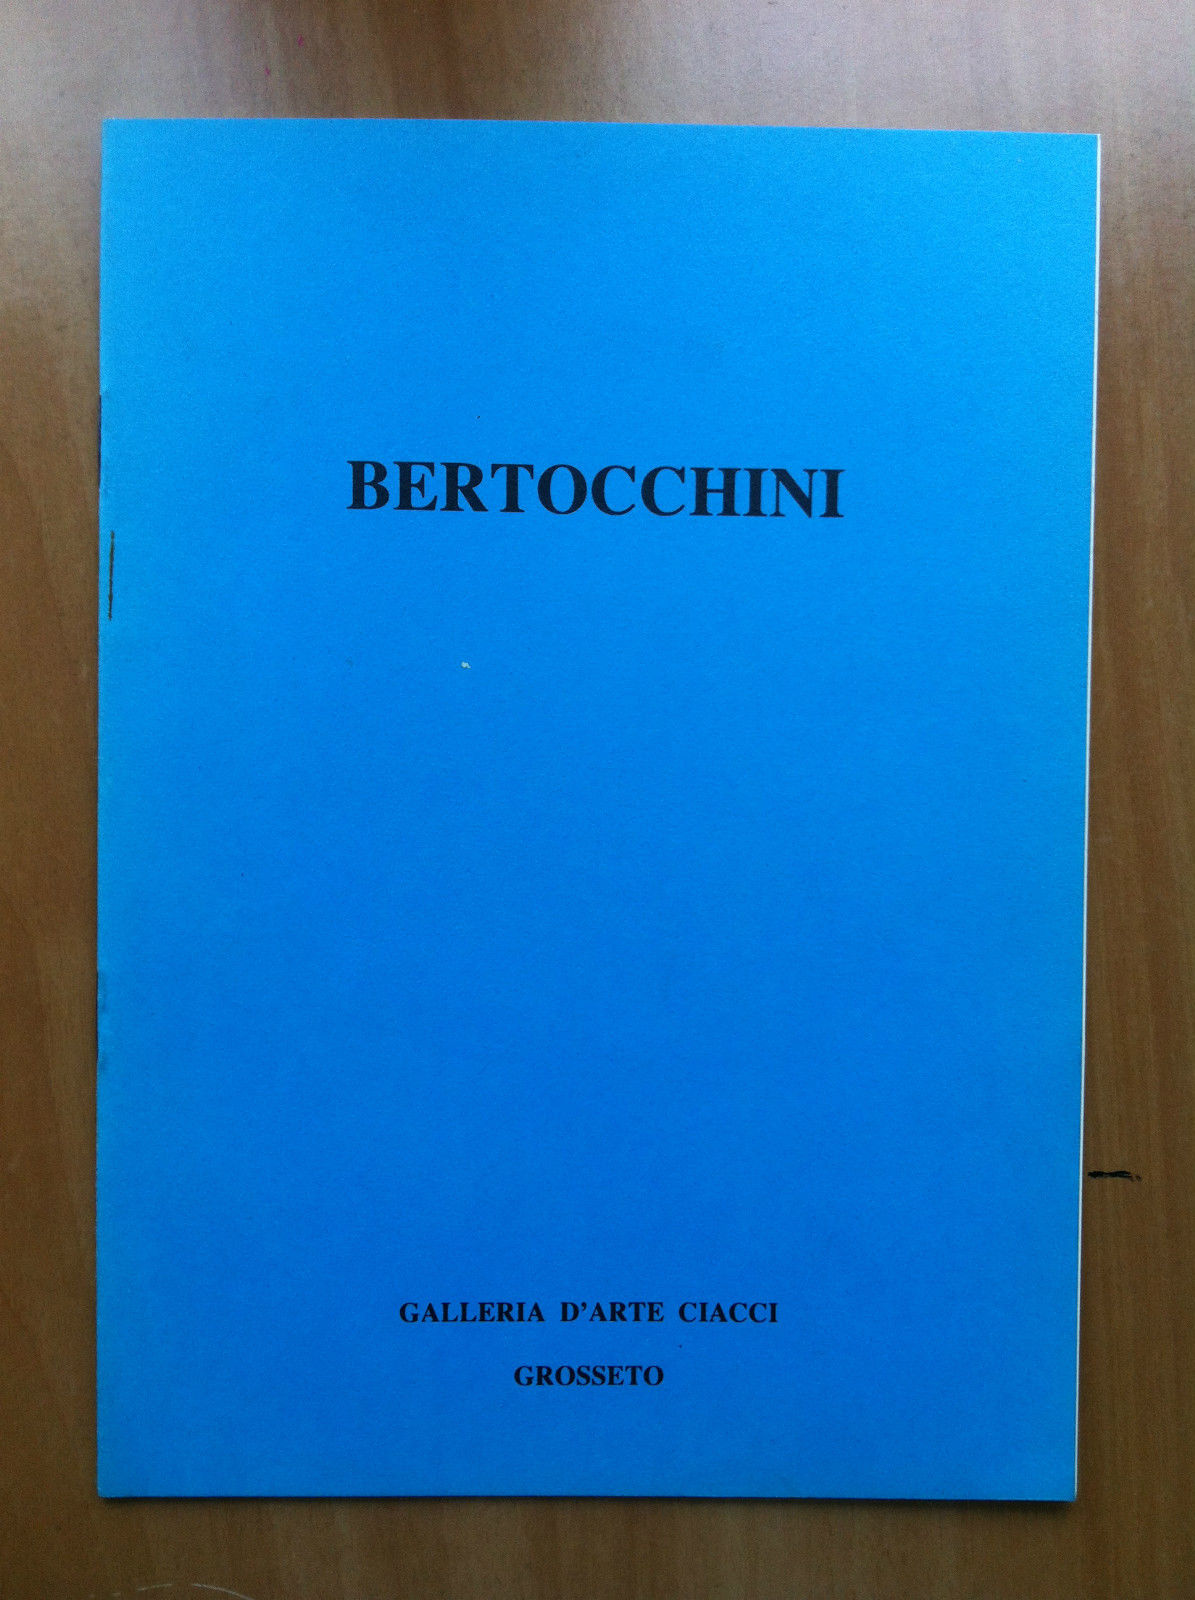 BERTOCCHINI
GALLERIA D'ARTE CIACCI
GROSSETO